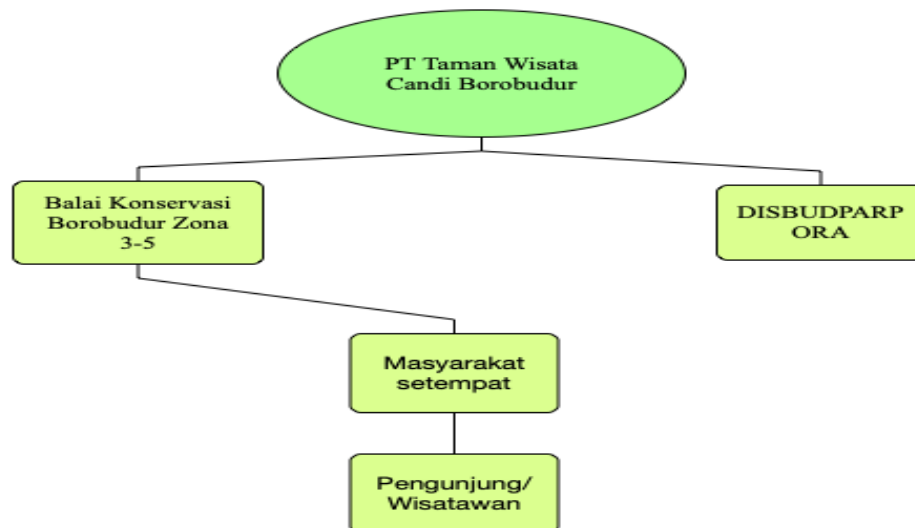 PT Taman Wisata
Candi Borobudur
Balai Konservasi
Borobudur Zona
3-5
DISBUDPARP
ORA
Masyarakat
setempat
Pengunjung/
Wisatawan